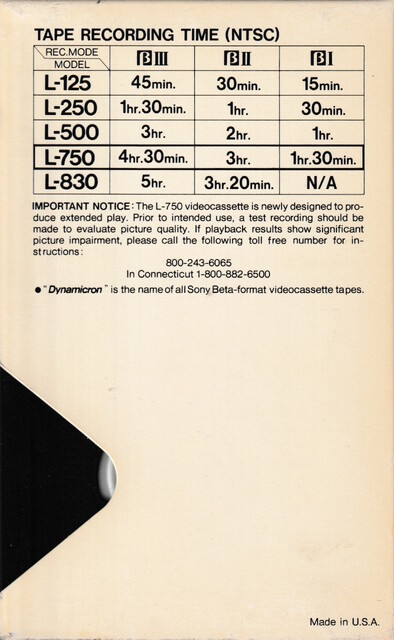 TAPE RECORDING TIME (NTSC)
REC.MODE
MODEL
βIII βII βI
L-125 45min. 30min. 15min.
L-250 1hr.30min. 1hr. 30min.
L-500 3hr. 2hr. 1hr.
L-750 4hr.30min. 3hr. 1hr.30min.
L-830 5hr. 3hr.20min. N/A
IMPORTANT NOTICE: The L-750 videocassette is newly designed to pro-
duce extended play. Prior to intended use, a test recording should be
made to evaluate picture quality. If playback results show significant
picture impairment, please call the following toll free number for in-
structions:
800-243-6065
In Connecticut 1-800-882-6500
● "Dynamicron" is the name of all Sony Beta-format videocassette tapes.
Made in U.S.A.